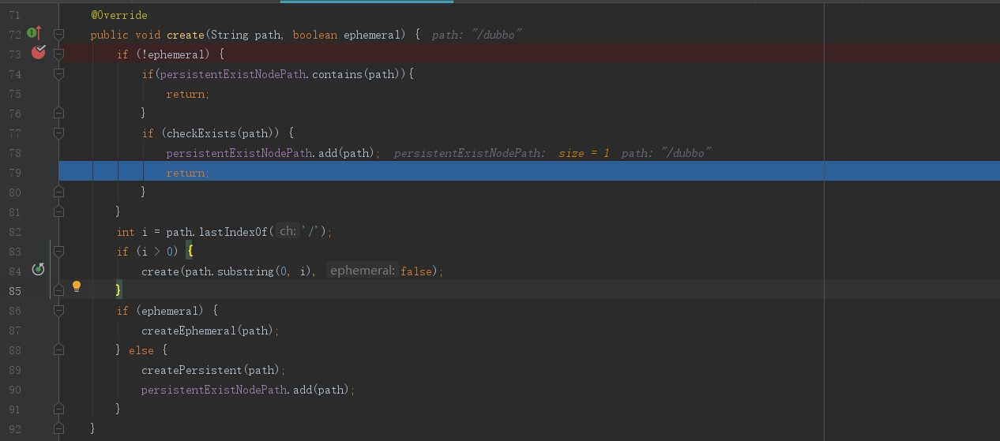 71 @Override
72 public void create(String path, boolean ephemeral) { path: "/dubbo"
73 if (!ephemeral) {
74 if(persistentExistNodePath.contains(path)){
75 return;
76 }
77 if (checkExists(path)) {
78 persistentExistNodePath.add(path); persistentExistNodePath: size = 1 path: "/dubbo"
79 return;
80 }
81 }
82 int i = path.lastIndexOf( ch: '/');
83 if (i > 0) {
84 create(path.substring(0, i), ephemeral: false);
85 }
86 if (ephemeral) {
87 createEphemeral(path);
88 } else {
89 createPersistent(path);
90 persistentExistNodePath.add(path);
91 }
92 }